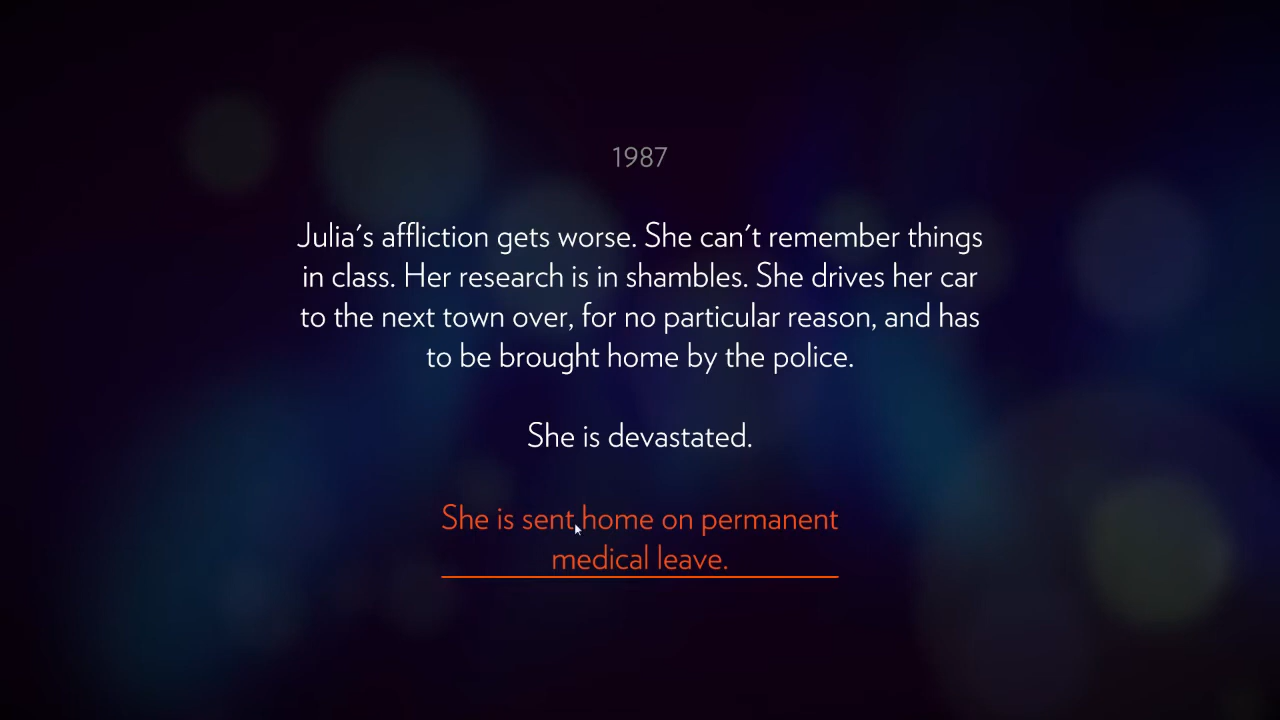 1987
Julia's affliction gets worse. She can't remember things
in class. Her research is in shambles. She drives her car
to the next town over, for no particular reason, and has
to be brought home by the police.
She is devastated.
She is sent home on permanent
medical leave.